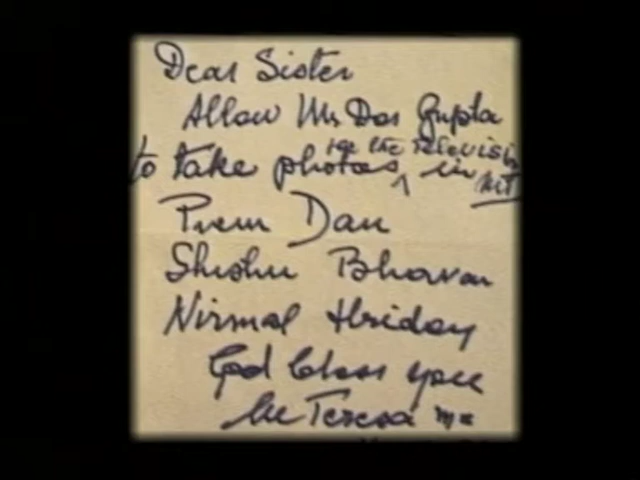 Dear Sister
Allow Mr Das Gupta
for the Television
to take photos ^ in
Prem Dan
Shishu Bhavan
Nirmal Hriday
God bless you
M Teresa mc